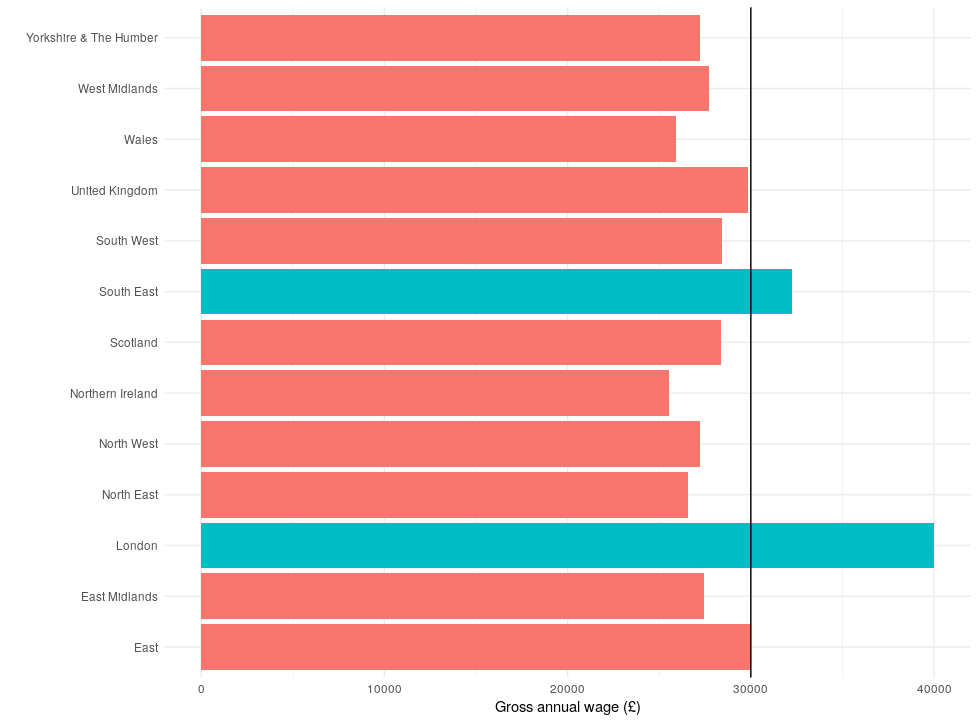 Yorkshire & The Humber
West Midlands
Wales
United Kingdom
South West
South East
Scotland
Northern Ireland
North West
North East
London
East Midlands
East
0 10000 20000 30000 40000
Gross annual wage (£)